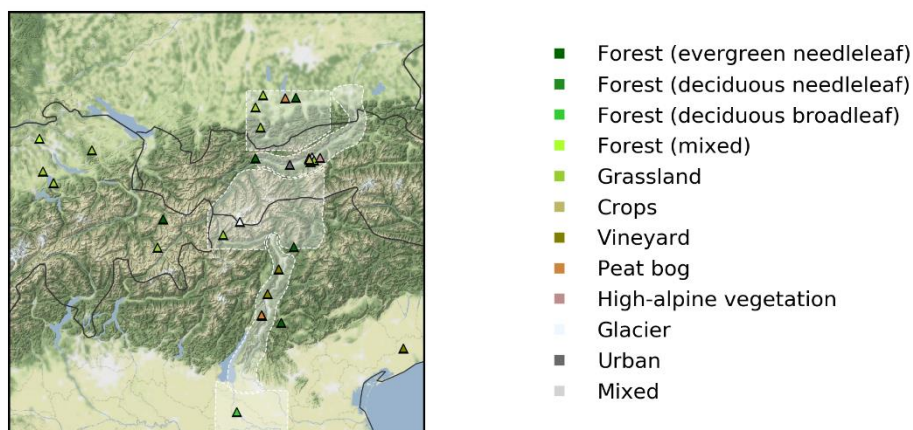 Forest (evergreen needleleaf)
Forest (deciduous needleleaf)
Forest (deciduous broadleaf)
Forest (mixed)
Grassland
Crops
Vineyard
Peat bog
High-alpine vegetation
Glacier
Urban
Mixed